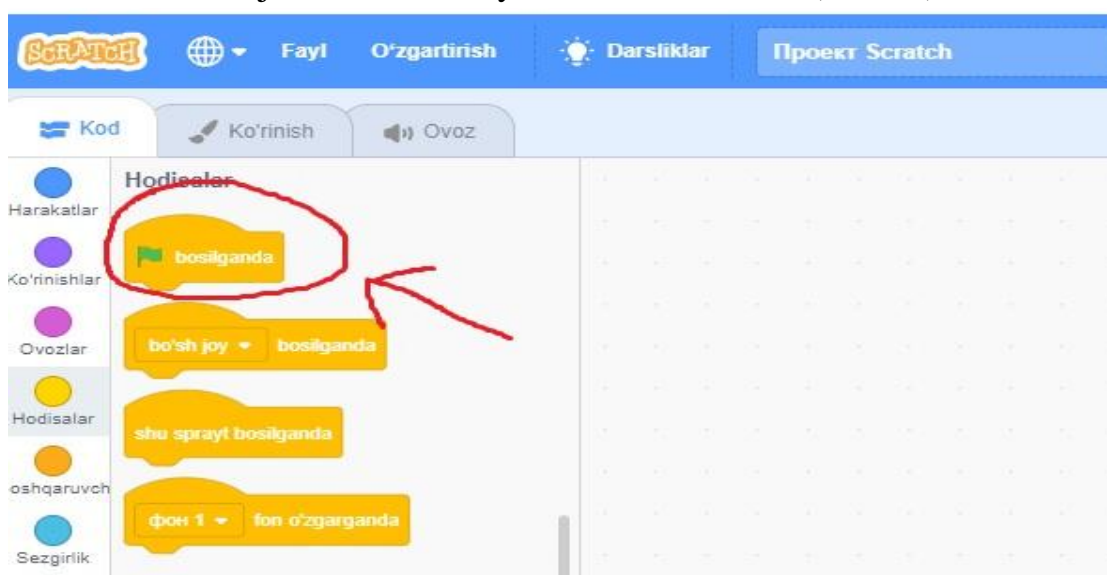 SCRATCH Fayl O'zgartirish Darsliklar Проект Scratch
Kod Ko'rinish Ovoz
Hodisalar
Harakatlar
bosilganda
Ko'rinishlar
Ovozlar
bo'sh joy bosilganda
Hodisalar
shu sprayt bosilganda
oshqaruvch
фон 1 fon o'zgarganda
Sezgirlik